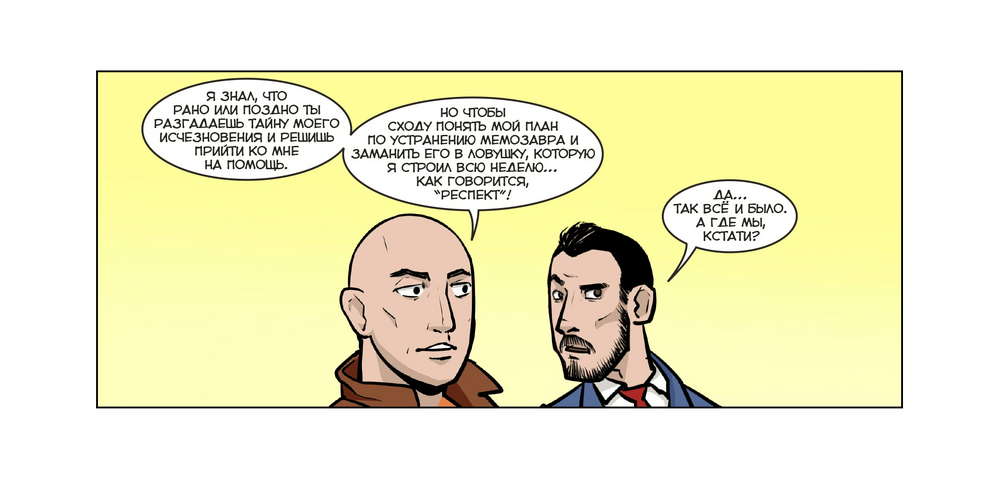 Я ЗНАЛ, ЧТО
РАНО ИЛИ ПОЗДНО ТЫ
РАЗГАДАЕШЬ ТАЙНУ МОЕГО
ИСЧЕЗНОВЕНИЯ И РЕШИШЬ
ПРИЙТИ КО МНЕ
НА ПОМОЩЬ.
НО ЧТОБЫ
СХОДУ ПОНЯТЬ МОЙ ПЛАН
ПО УСТРАНЕНИЮ МЕМОЗАВРА И
ЗАМАНИТЬ ЕГО В ЛОВУШКУ, КОТОРУЮ
Я СТРОИЛ ВСЮ НЕДЕЛЮ...
КАК ГОВОРИТСЯ,
"РЕСПЕКТ"!
ДА...
ТАК ВСЁ И БЫЛО.
А ГДЕ МЫ,
КСТАТИ?